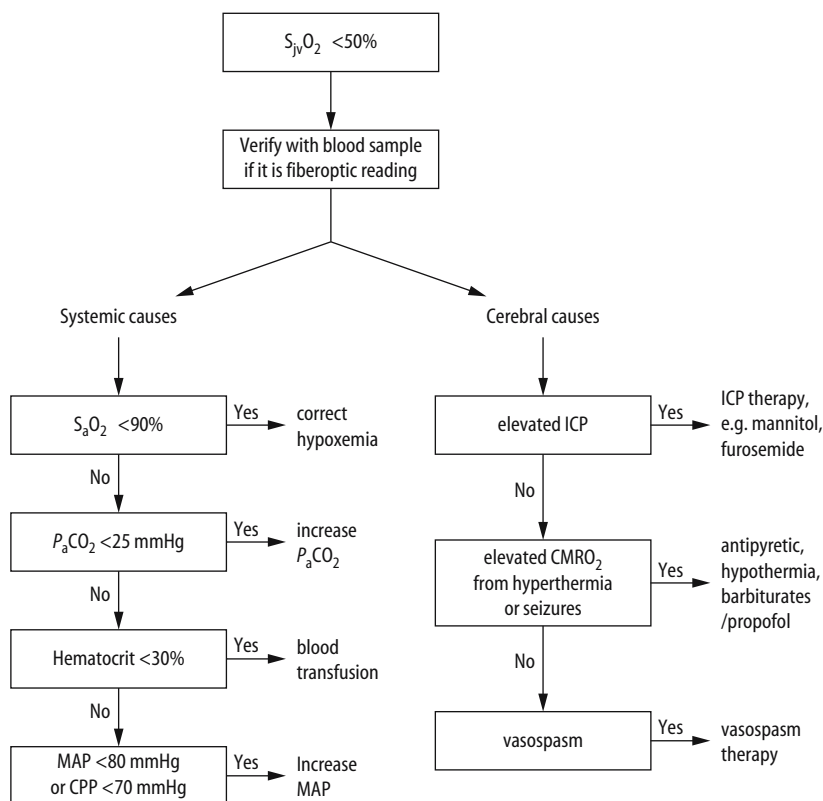 SjvO2 <50%
Verify with blood sample
if it is fiberoptic reading
Systemic causes
Cerebral causes
SaO2 <90%
Yes
correct
hypoxemia
No
PaCO2 <25 mmHg
Yes
increase
PaCO2
No
Hematocrit <30%
Yes
blood
transfusion
No
MAP <80 mmHg
or CPP <70 mmHg
Yes
Increase
MAP
elevated ICP
Yes
ICP therapy,
e.g. mannitol,
furosemide
No
elevated CMRO2
from hyperthermia
or seizures
Yes
antipyretic,
hypothermia,
barbiturates
/propofol
No
vasospasm
Yes
vasospasm
therapy